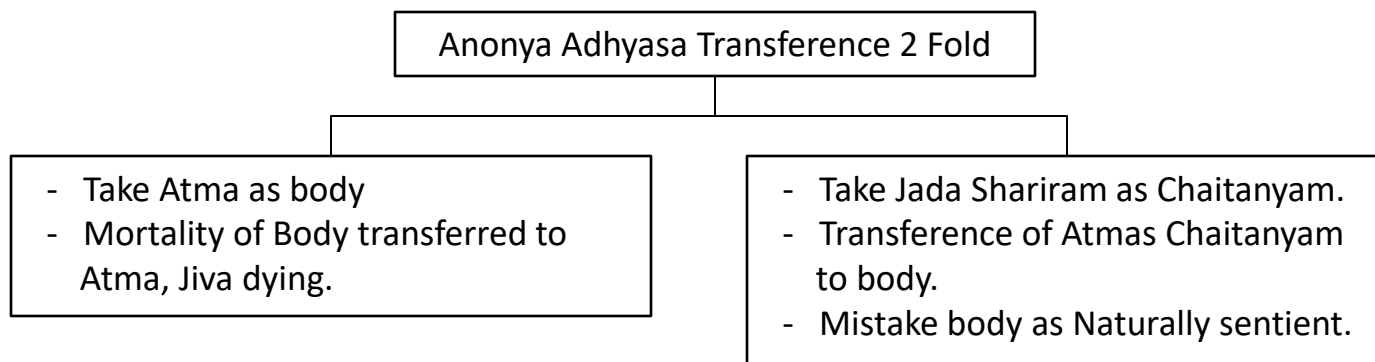 Anonya Adhyasa Transference 2 Fold
- Take Atma as body
- Mortality of Body transferred to
Atma, Jiva dying.
- Take Jada Shariram as Chaitanyam.
- Transference of Atmas Chaitanyam
to body.
- Mistake body as Naturally sentient.